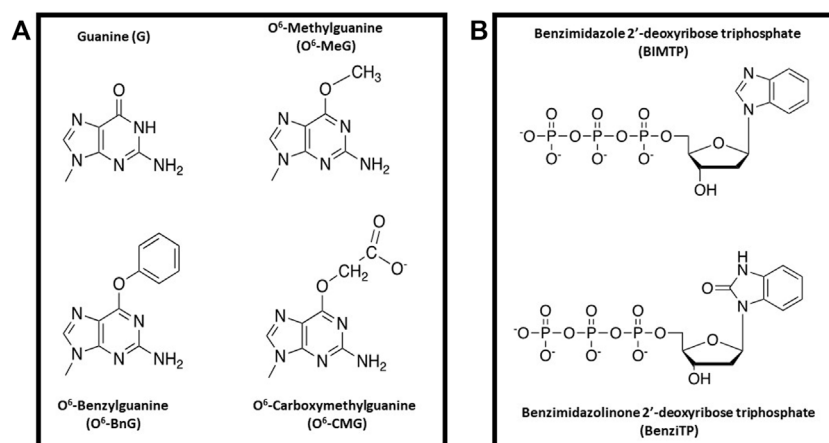 A
Guanine (G)
O
N
NH
N
N
NH₂
O⁶-Methylguanine
(O⁶-MeG)
CH₃
O
N
N
N
N
NH₂
O
N
N
N
N
NH₂
O⁶-Benzylguanine
(O⁶-BnG)
O
C
CH₂
O⁻
O
N
N
N
N
NH₂
O⁶-Carboxymethylguanine
(O⁶-CMG)
B
Benzimidazole 2′-deoxyribose triphosphate
(BIMTP)
N
N
O O O
⁻O P O P O P O
O⁻ O⁻ O⁻
O
OH
H
N
O
N
O O O
⁻O P O P O P O
O⁻ O⁻ O⁻
O
OH
Benzimidazolinone 2′-deoxyribose triphosphate
(BenziTP)